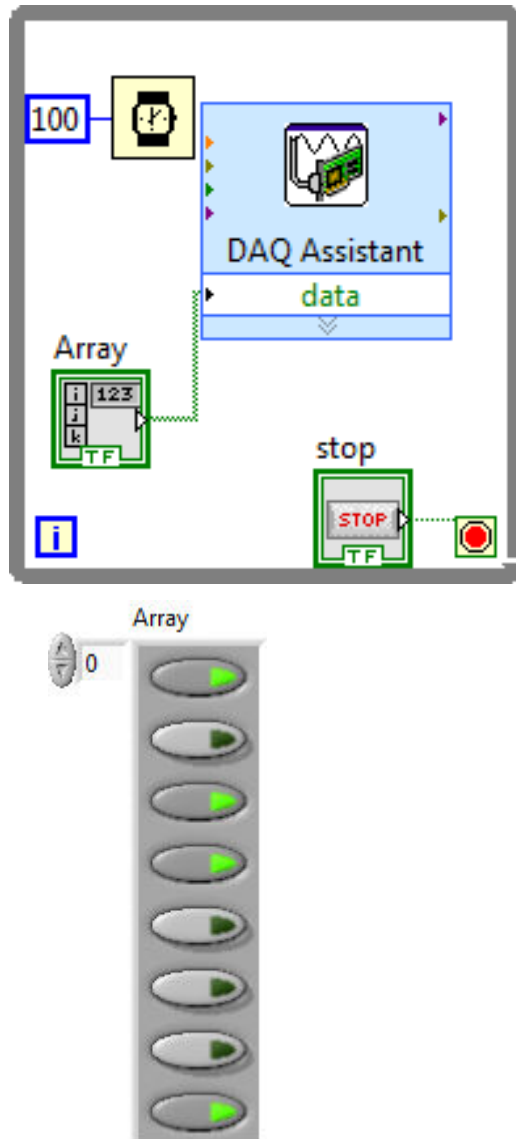 100
DAQ Assistant
data
Array
i 123
j
k
TF
stop
STOP
TF
i
Array
0